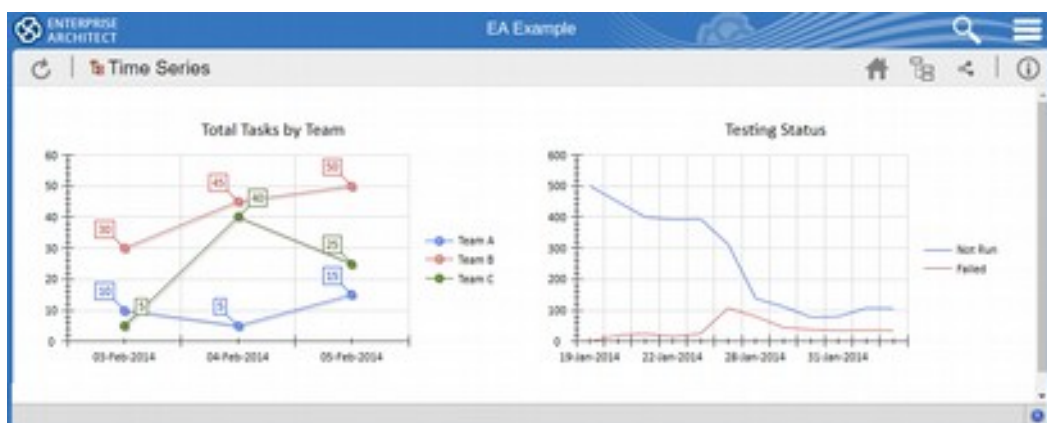 ENTERPRISE
ARCHITECT
EA Example
Time Series
Total Tasks by Team
60
50
40
30
20
10
0
30
45
50
10
5
15
5
40
25
03-Feb-2014 04-Feb-2014 05-Feb-2014
Team A
Team B
Team C
Testing Status
600
500
400
300
200
100
0
19-Jan-2014 22-Jan-2014 28-Jan-2014 31-Jan-2014
Not Run
Failed